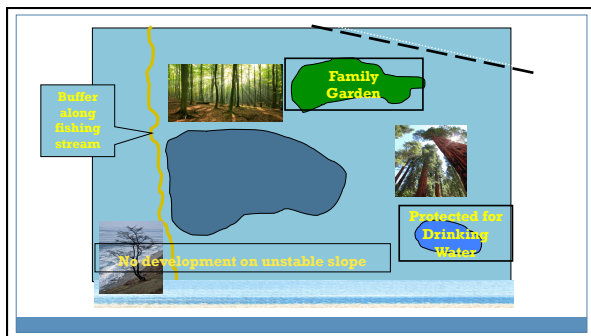 Family
Garden
Buffer
along
fishing
stream
Protected for
Drinking
Water
No development on unstable slope